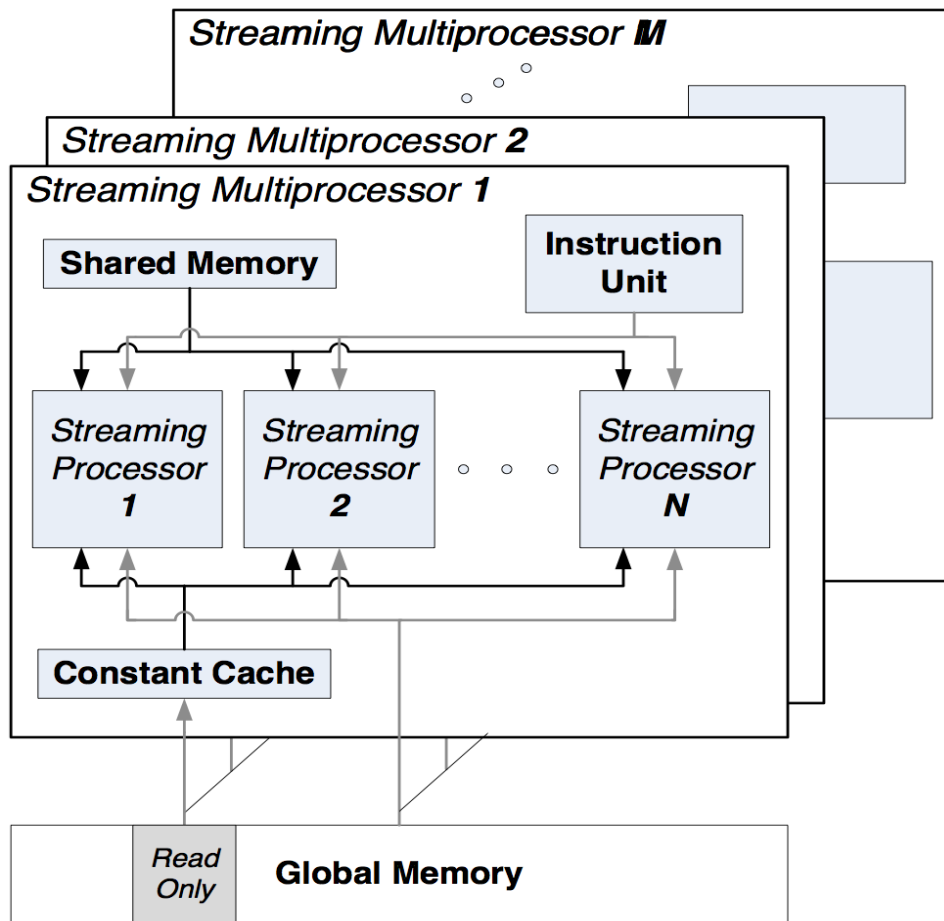 Streaming Multiprocessor M
Streaming Multiprocessor 2
Streaming Multiprocessor 1
Shared Memory
Instruction
Unit
Streaming
Processor
1
Streaming
Processor
2
Streaming
Processor
N
Constant Cache
Read
Only
Global Memory